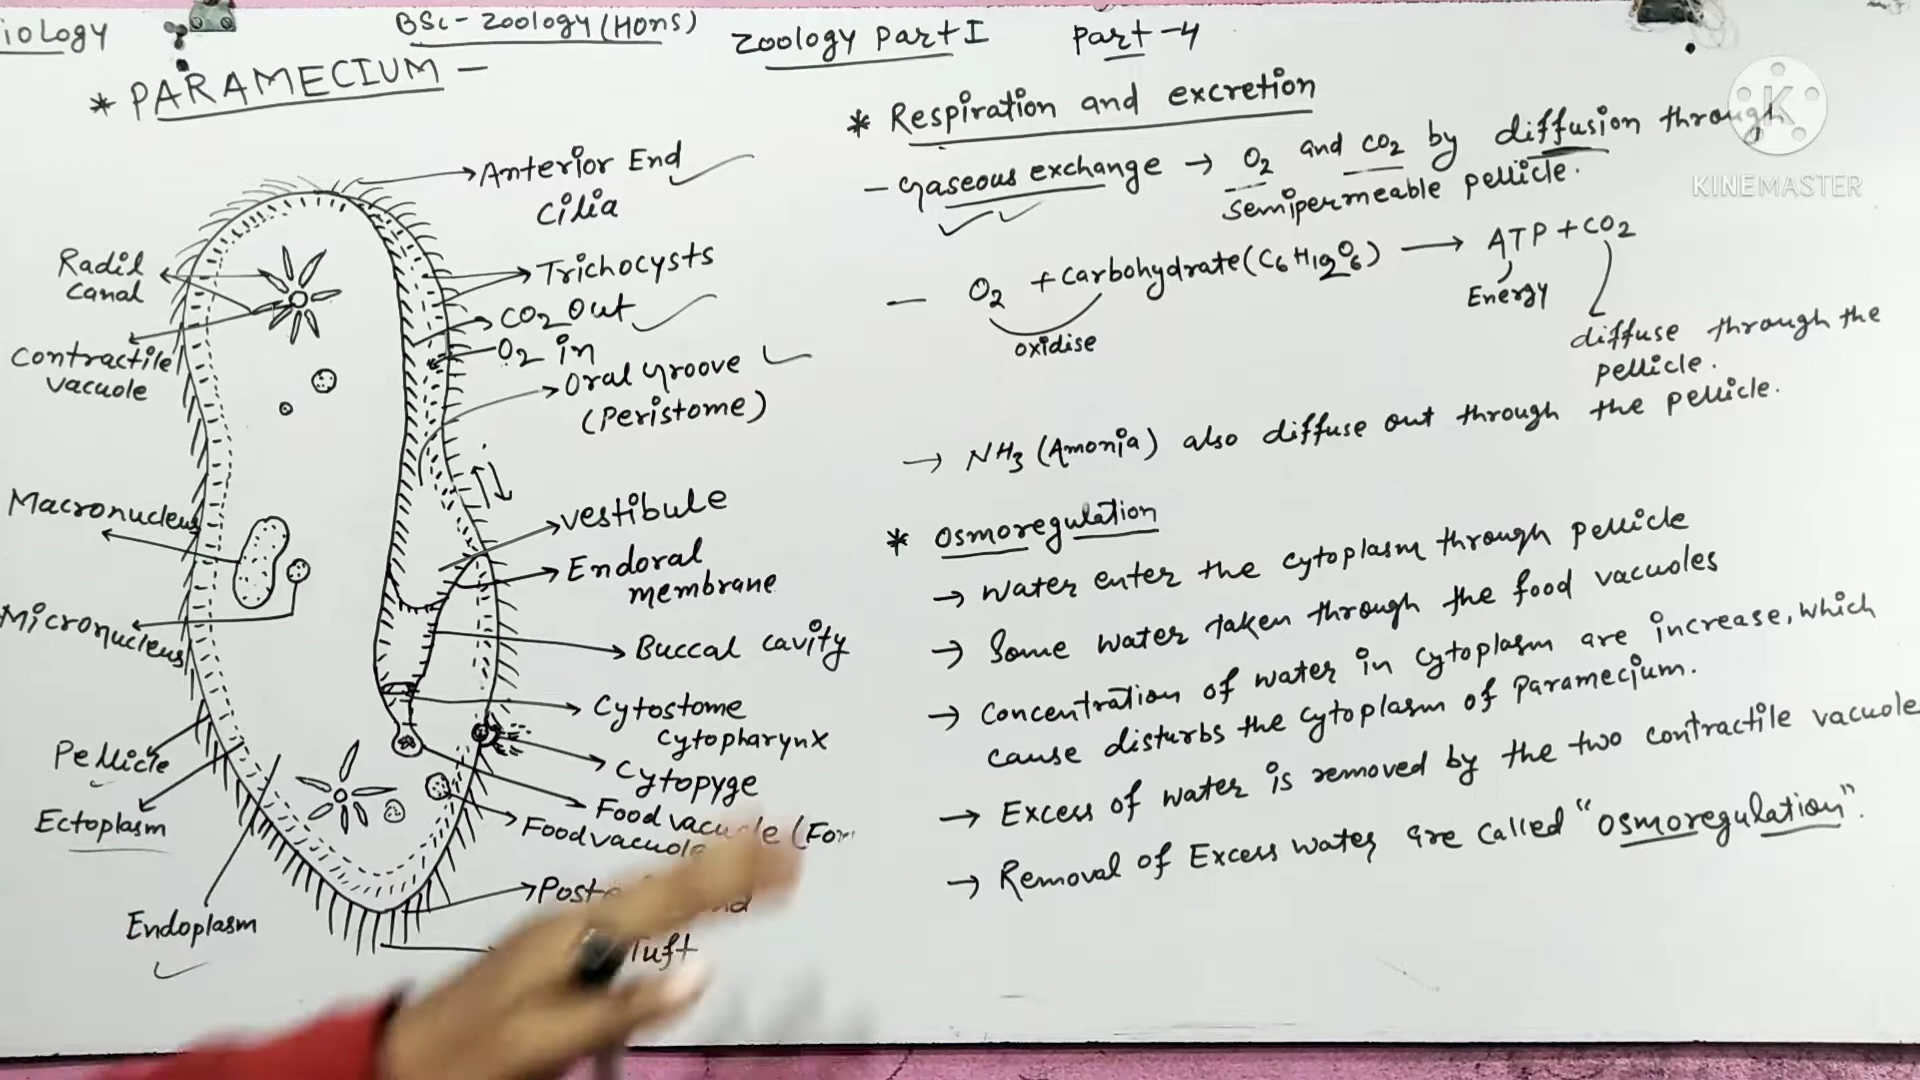 BSc-Zoology (Hons)
Zoology Part I
Part-4
* PARAMECIUM -
Anterior End
Cilia
Radil
canal
Trichocysts
CO2 out
O2 in
Contractile
vacuole
Oral Groove
(Peristome)
Macronucleus
Vestibule
Endoral
membrane
Micronucleus
Buccal cavity
Cytostome
Cytopharynx
Pellicle
Cytopyge
Ectoplasm
Food vacuole
Endoplasm
Tuft
* Respiration and excretion
- Gaseous exchange → O2 and CO2 by diffusion through
semipermeable pellicle.
- O2 + Carbohydrate (C6H12O6) → ATP + CO2
oxidise
Energy
diffuse through the
pellicle.
→ NH3 (Amonia) also diffuse out through the pellicle.
* Osmoregulation
→ Water enter the cytoplasm through pellicle
→ Some water taken through the food vacuoles
→ Concentration of water in cytoplasm are increase, which
cause disturbs the cytoplasm of Paramecium.
→ Excess of water is removed by the two contractile vacuole
→ Removal of Excess water are called "Osmoregulation".
K
KINEMASTER